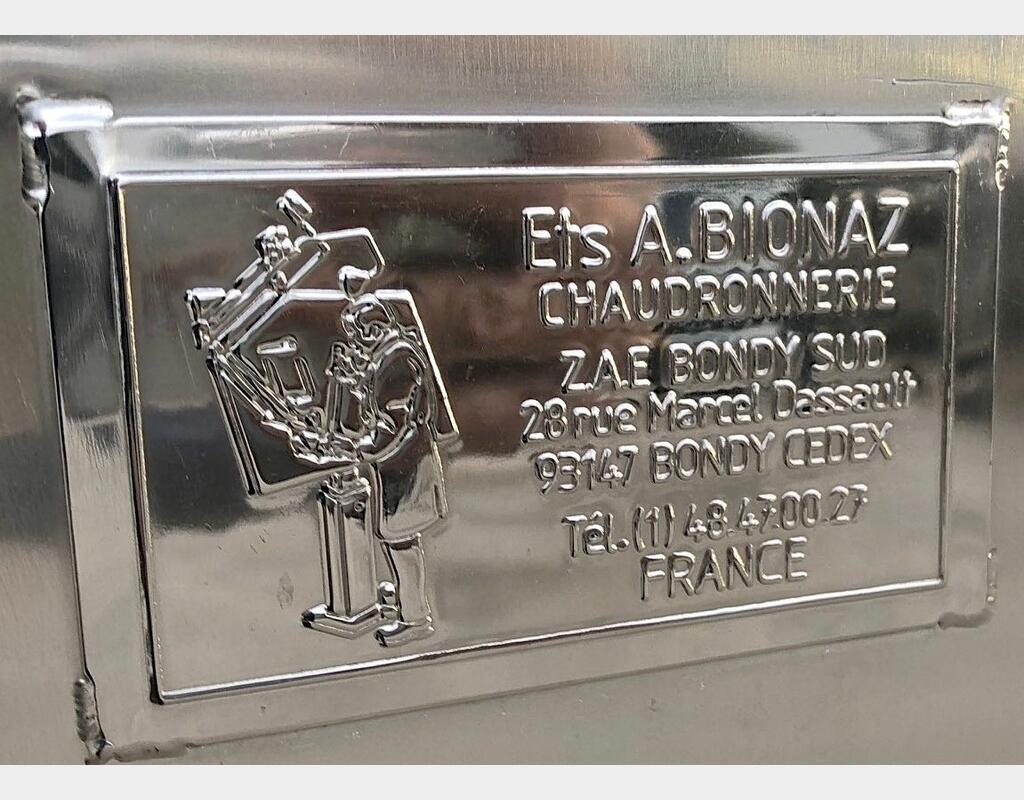 Ets A.BIONAZ
CHAUDRONNERIE
Z.A.E BONDY SUD
28 rue Marcel Dassault
93147 BONDY CEDEX
Tél.(1) 48.47.00.27
FRANCE